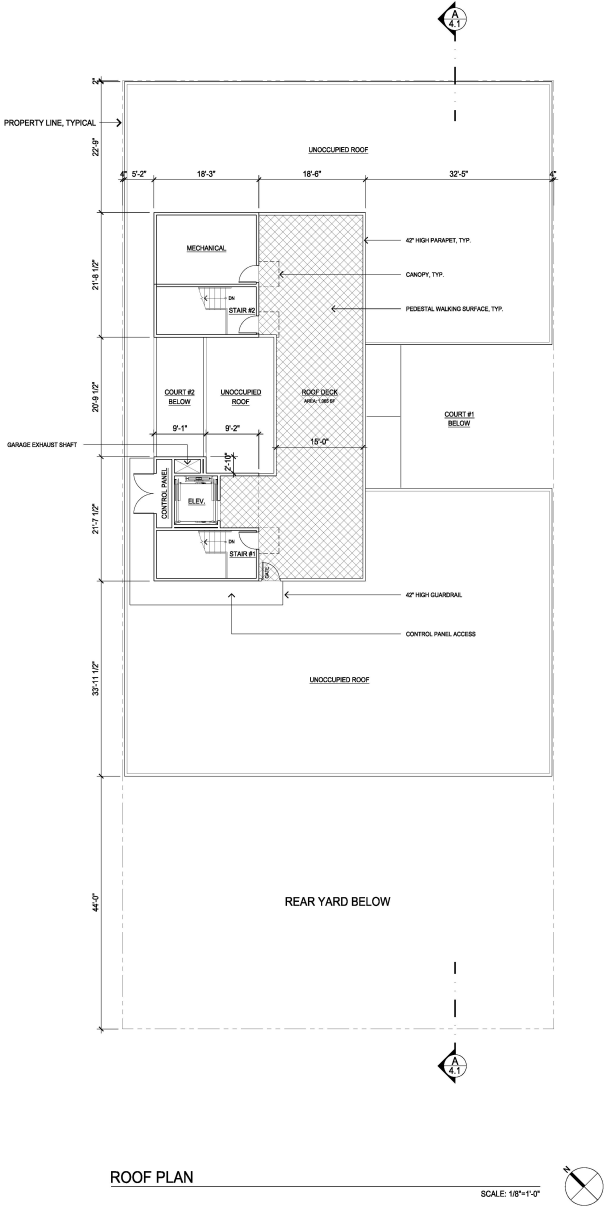 A
4.1
2"
PROPERTY LINE, TYPICAL
22'-9"
UNOCCUPIED ROOF
4" 5'-2" 18'-3" 18'-6" 32'-5" 4"
MECHANICAL
42" HIGH PARAPET, TYP.
CANOPY, TYP.
21'-8 1/2"
DN
STAIR #2
PEDESTAL WALKING SURFACE, TYP.
COURT #2
BELOW
UNOCCUPIED
ROOF
ROOF DECK
AREA: 1,065 SF
COURT #1
BELOW
20'-9 1/2"
9'-1" 9'-2"
15'-0"
GARAGE EXHAUST SHAFT
2'-10"
CONTROL PANEL
ELEV.
21'-7 1/2"
DN
STAIR #1
GATE
42" HIGH GUARDRAIL
CONTROL PANEL ACCESS
UNOCCUPIED ROOF
33'-11 1/2"
REAR YARD BELOW
44'-0"
A
4.1
ROOF PLAN
SCALE: 1/8"=1'-0"
N